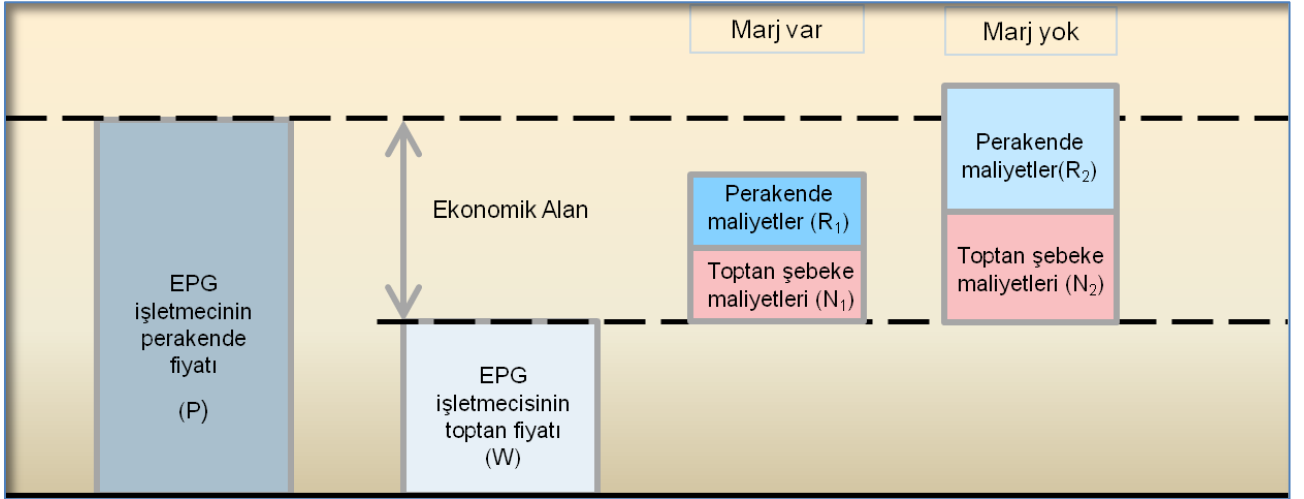 Marj var
Marj yok
EPG
işletmecinin
perakende
fiyatı
(P)
Ekonomik Alan
EPG
işletmecisinin
toptan fiyatı
(W)
Perakende
maliyetler (R₁)
Toptan şebeke
maliyetleri (N₁)
Perakende
maliyetler(R₂)
Toptan şebeke
maliyetleri (N₂)